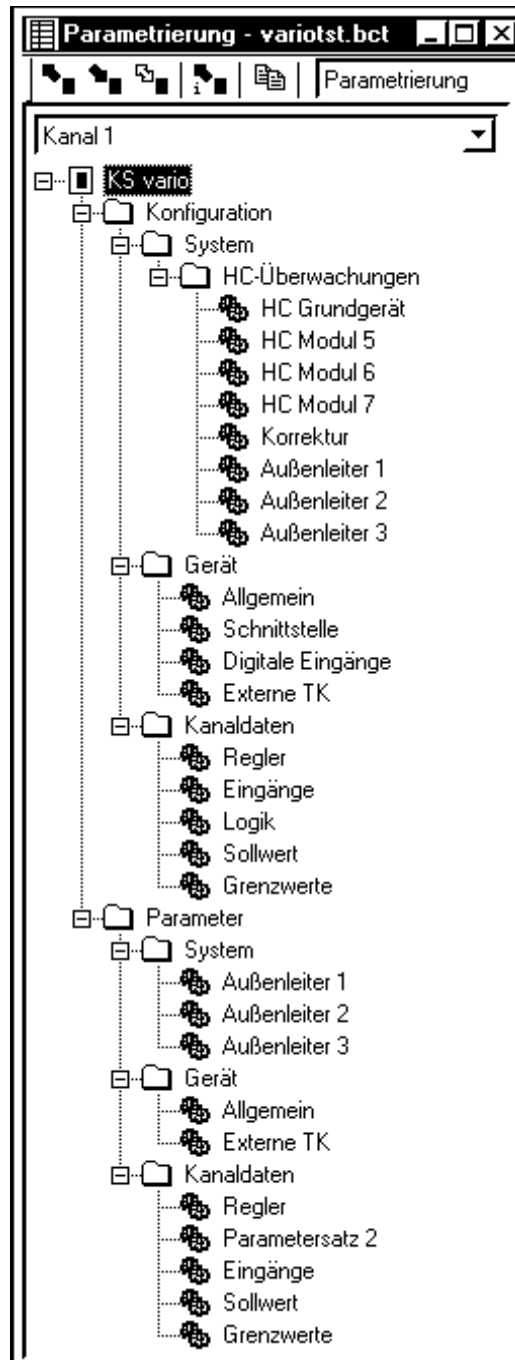 Parametrierung - variotst.bct
i Parametrierung
Kanal 1
KS vario
Konfiguration
System
HC-Überwachungen
HC Grundgerät
HC Modul 5
HC Modul 6
HC Modul 7
Korrektur
Außenleiter 1
Außenleiter 2
Außenleiter 3
Gerät
Allgemein
Schnittstelle
Digitale Eingänge
Externe TK
Kanaldaten
Regler
Eingänge
Logik
Sollwert
Grenzwerte
Parameter
System
Außenleiter 1
Außenleiter 2
Außenleiter 3
Gerät
Allgemein
Externe TK
Kanaldaten
Regler
Parametersatz 2
Eingänge
Sollwert
Grenzwerte